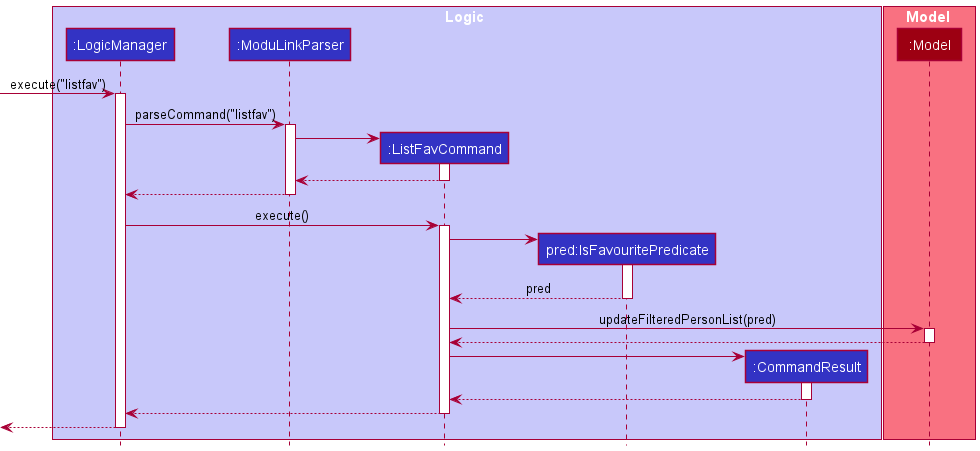 Logic
Model
:LogicManager
:ModuLinkParser
:Model
execute("listfav")
parseCommand("listfav")
:ListFavCommand
execute()
pred:IsFavouritePredicate
pred
updateFilteredPersonList(pred)
:CommandResult